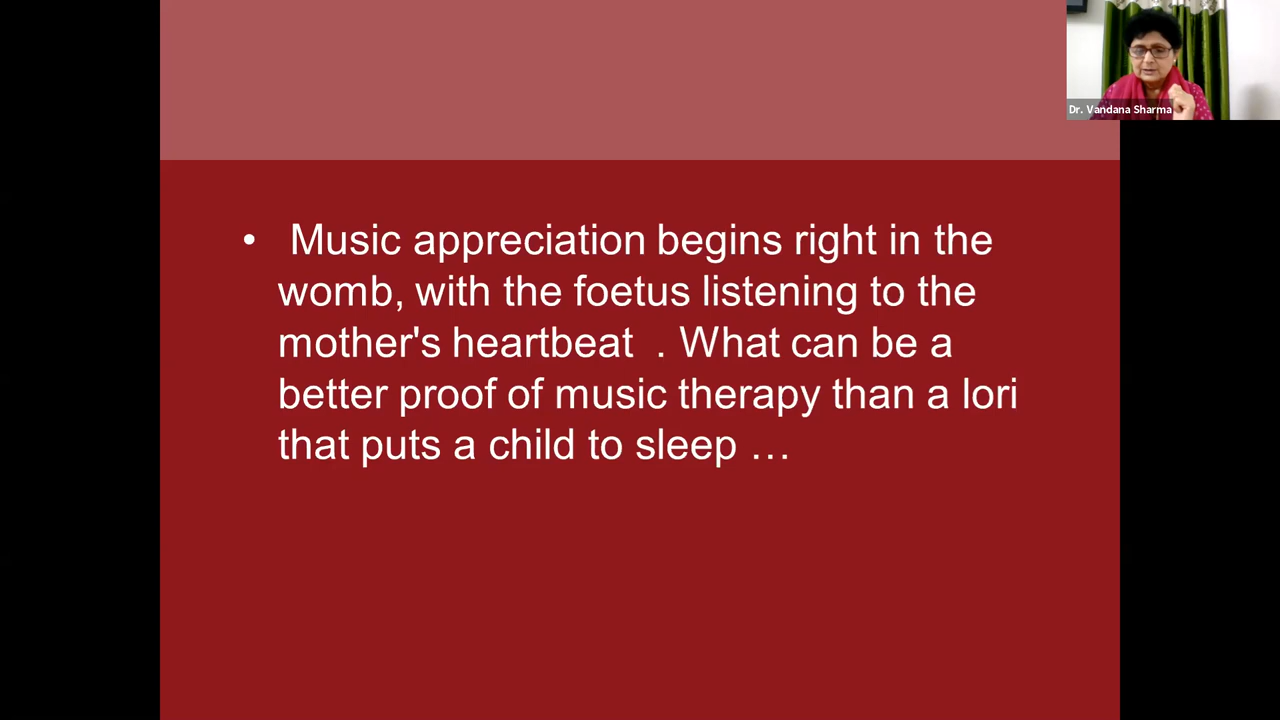 Dr. Vandana Sharma
• Music appreciation begins right in the
womb, with the foetus listening to the
mother's heartbeat . What can be a
better proof of music therapy than a lori
that puts a child to sleep …